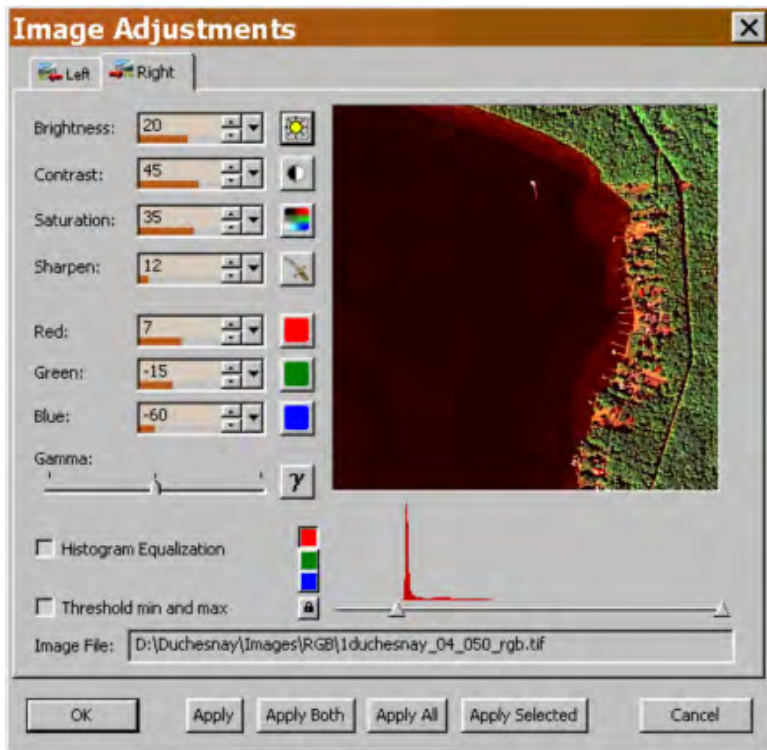 Image Adjustments
Left Right
Brightness: 20
Contrast: 45
Saturation: 35
Sharpen: 12
Red: 7
Green: -15
Blue: -60
Gamma:
γ
Histogram Equalization
Threshold min and max
Image File: D:\Duchesnay\Images\RGB\1duchesnay_04_050_rgb.tif
OK Apply Apply Both Apply All Apply Selected Cancel